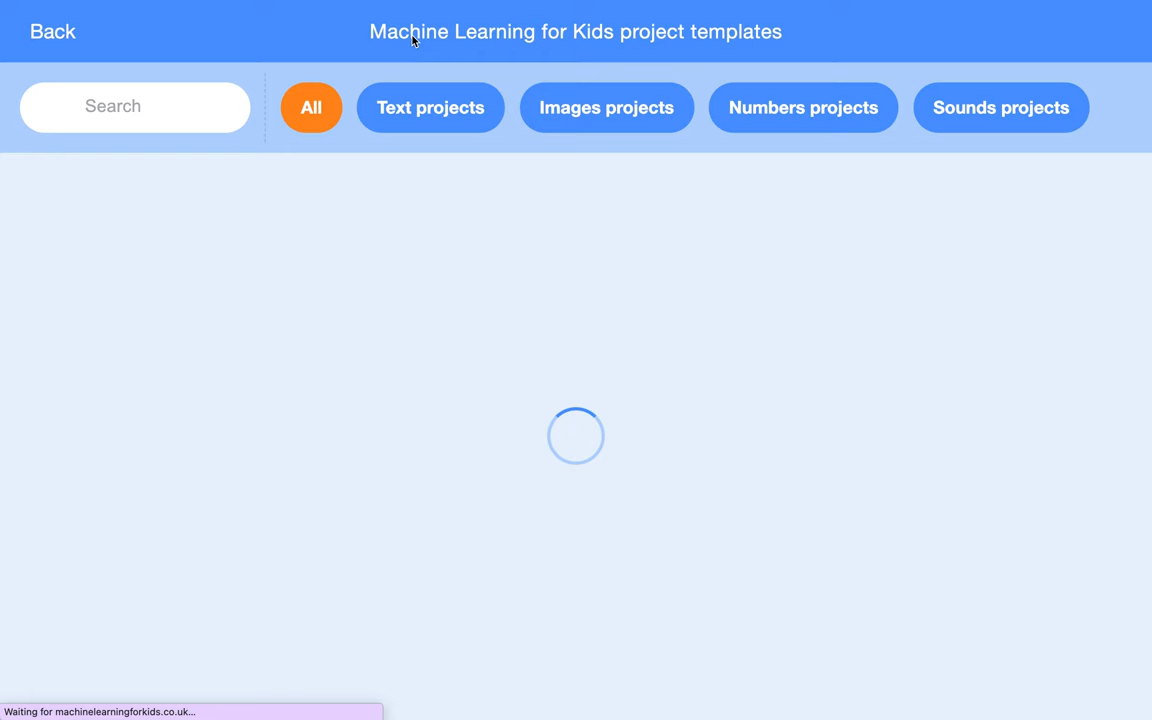 Back
Machine Learning for Kids project templates
Search
All
Text projects
Images projects
Numbers projects
Sounds projects
Waiting for machinelearningforkids.co.uk...